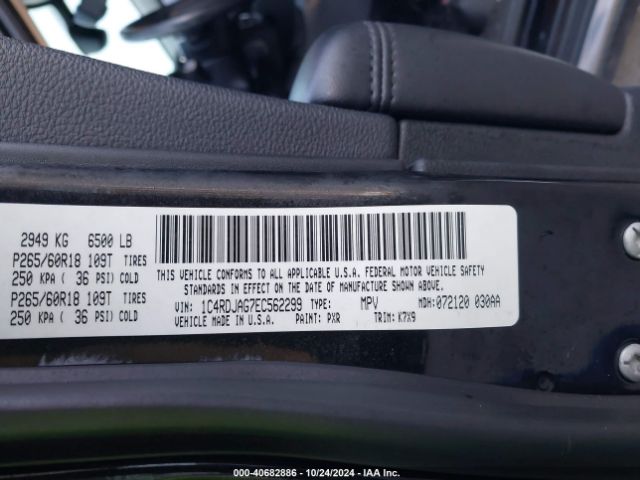 2949 KG 6500 LB
P265/60R18 109T TIRES
250 KPA ( 36 PSI) COLD
P265/60R18 109T TIRES
250 KPA ( 36 PSI) COLD
THIS VEHICLE CONFORMS TO ALL APPLICABLE U.S.A. FEDERAL MOTOR VEHICLE SAFETY
STANDARDS IN EFFECT ON THE DATE OF MANUFACTURE SHOWN ABOVE.
VIN: 1C4RDJAG7EC562299 TYPE: MPV MDH: 072120 030AA
VEHICLE MADE IN U.S.A. PAINT: PXR TRIM: K7X9
000-40682886 - 10/24/2024 - IAA Inc.